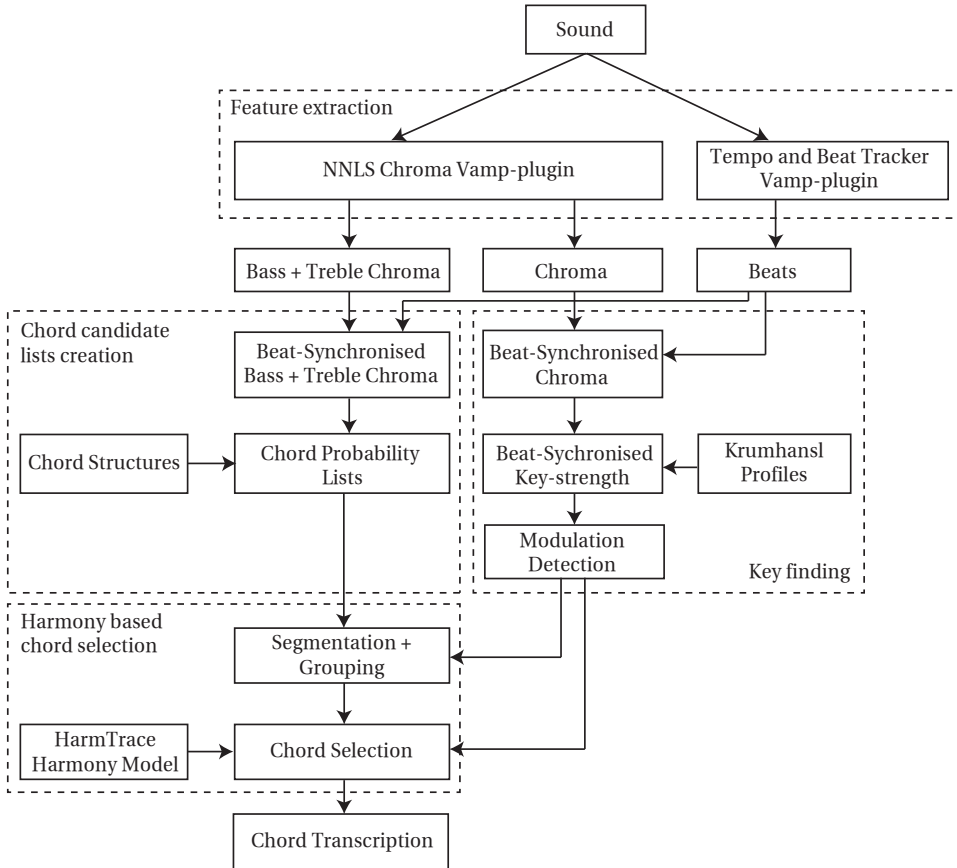 Sound
Feature extraction
NNLS Chroma Vamp-plugin
Tempo and Beat Tracker
Vamp-plugin
Bass + Treble Chroma
Chroma
Beats
Chord candidate
lists creation
Beat-Synchronised
Bass + Treble Chroma
Beat-Synchronised
Chroma
Chord Structures
Chord Probability
Lists
Beat-Sychronised
Key-strength
Krumhansl
Profiles
Modulation
Detection
Key finding
Harmony based
chord selection
Segmentation +
Grouping
HarmTrace
Harmony Model
Chord Selection
Chord Transcription